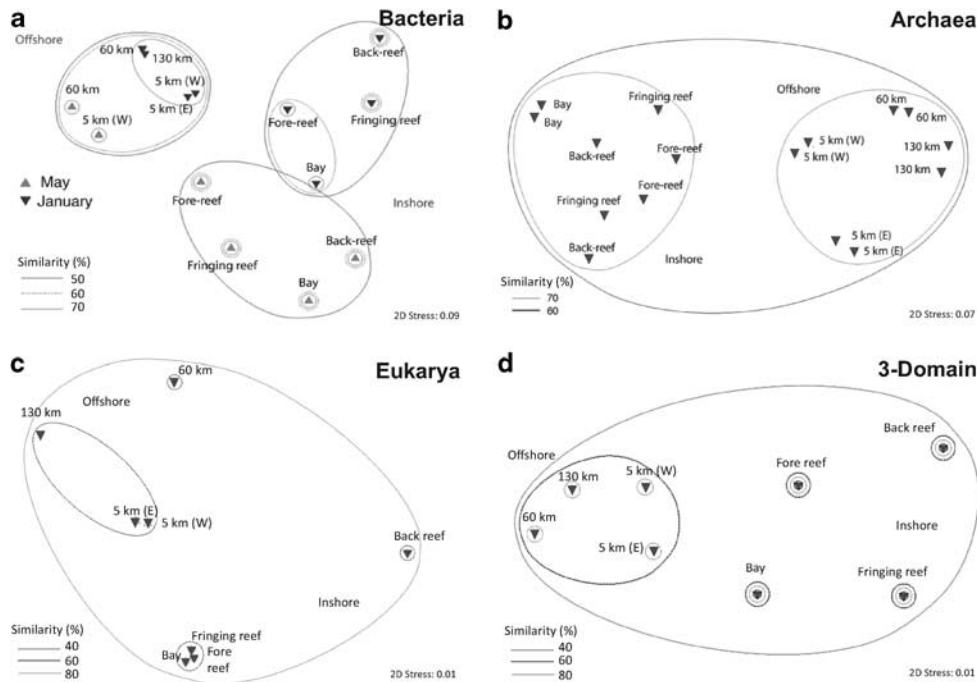 a
Bacteria
Offshore
60 km
130 km
5 km (W)
5 km (E)
60 km
5 km (W)
Back-reef
Fringing reef
Fore-reef
Bay
May
January
Inshore
Fore-reef
Fringing reef
Back-reef
Bay
Similarity (%)
50
60
70
2D Stress: 0.09
b
Archaea
Offshore
Bay
Bay
Fringing reef
Back-reef
Fore-reef
Fore-reef
Fringing reef
Back-reef
60 km
60 km
5 km (W)
5 km (W)
130 km
130 km
5 km (E)
5 km (E)
Inshore
Similarity (%)
70
60
2D Stress: 0.07
c
Eukarya
60 km
Offshore
130 km
5 km (E)
5 km (W)
Back reef
Inshore
Fringing reef
Bay
Fore
reef
Similarity (%)
40
60
80
2D Stress: 0.01
d
3-Domain
Back reef
Offshore
130 km
5 km (W)
Fore reef
60 km
5 km (E)
Inshore
Bay
Fringing reef
Similarity (%)
40
60
80
2D Stress: 0.01